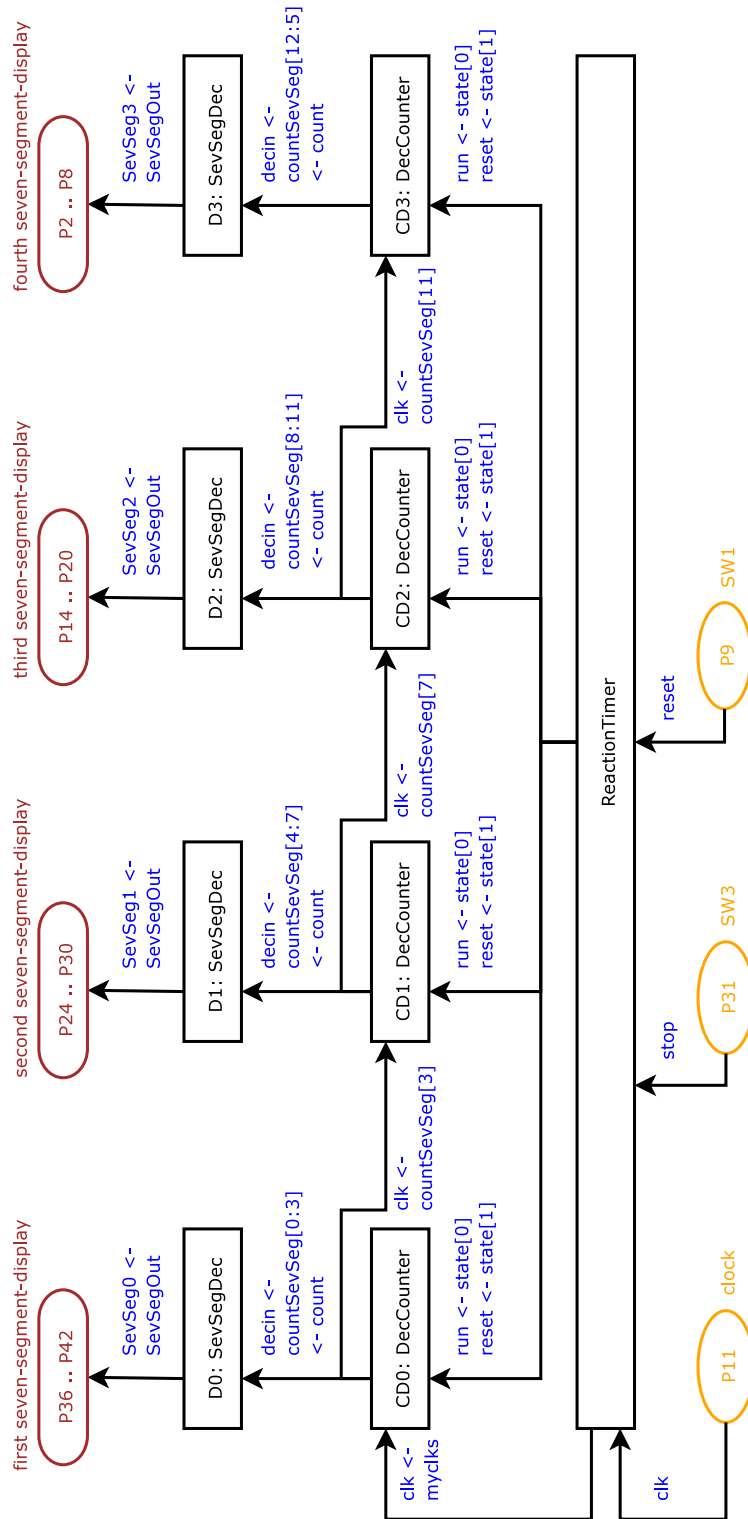 first seven-segment-display
second seven-segment-display
third seven-segment-display
fourth seven-segment-display
P36 .. P42
P24 .. P30
P14 .. P20
P2 .. P8
SevSeg0 <-
SevSegOut
SevSeg1 <-
SevSegOut
SevSeg2 <-
SevSegOut
SevSeg3 <-
SevSegOut
D0: SevSegDec
D1: SevSegDec
D2: SevSegDec
D3: SevSegDec
decin <-
countSevSeg[0:3]
<- count
decin <-
countSevSeg[4:7]
<- count
decin <-
countSevSeg[8:11]
<- count
decin <-
countSevSeg[12:5]
<- count
clk <-
myclks
CD0: DecCounter
clk <-
countSevSeg[3]
CD1: DecCounter
clk <-
countSevSeg[7]
CD2: DecCounter
clk <-
countSevSeg[11]
CD3: DecCounter
run <- state[0]
reset <- state[1]
run <- state[0]
reset <- state[1]
run <- state[0]
reset <- state[1]
run <- state[0]
reset <- state[1]
ReactionTimer
clk
stop
reset
P11
clock
P31
SW3
P9
SW1